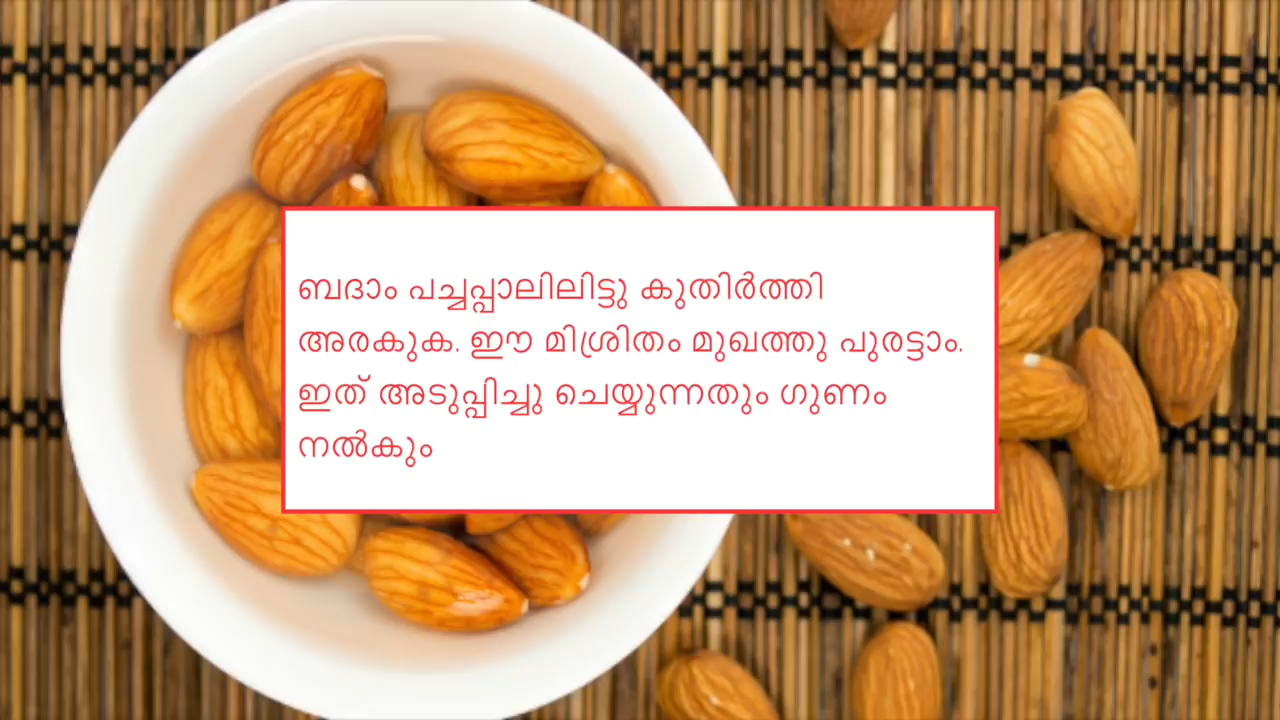 ബദാം പച്ചപ്പാലിലിട്ടു കുതിർത്തി
അരകുക. ഈ മിശ്രിതം മുഖത്തു പുരട്ടാം.
ഇത് അടുപ്പിച്ചു ചെയ്യുന്നതും ഗുണം
നൽകും